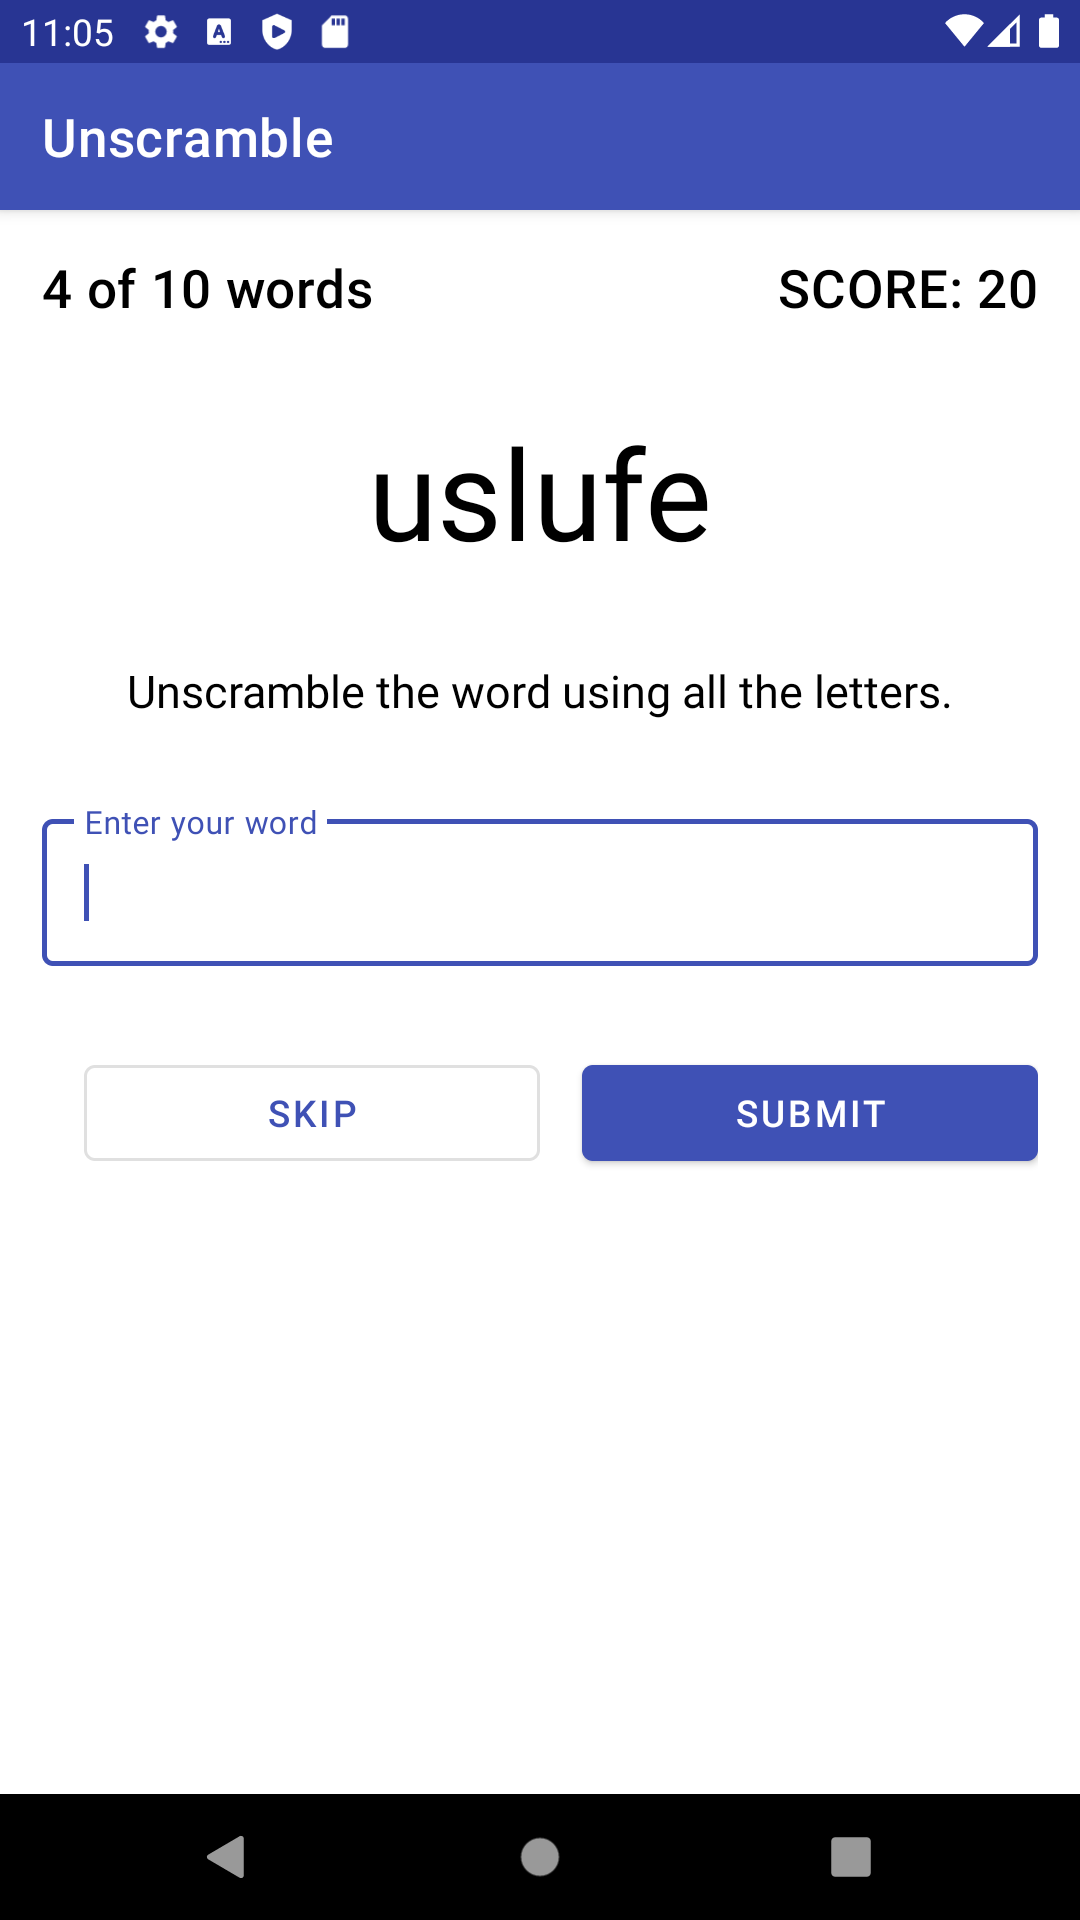 11:05
Unscramble
4 of 10 words
SCORE: 20
uslufe
Unscramble the word using all the letters.
Enter your word
SKIP
SUBMIT